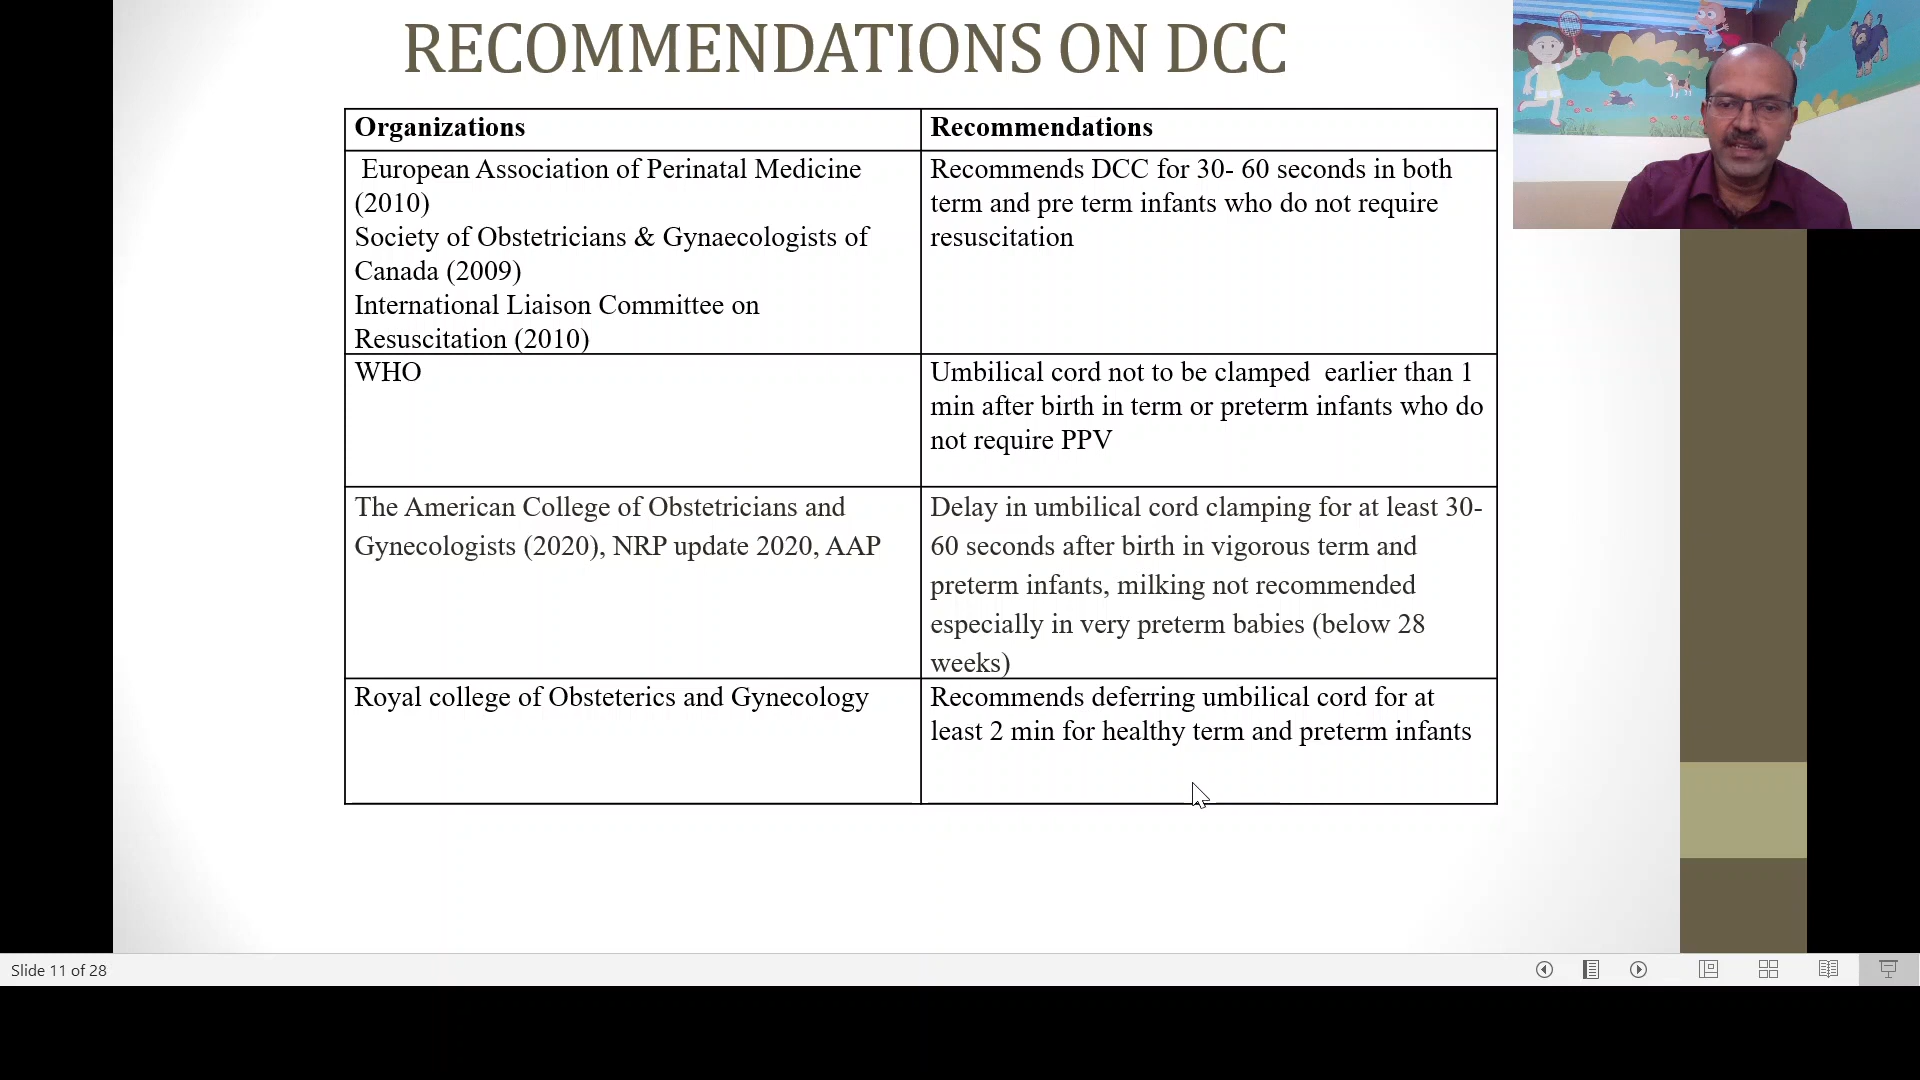 RECOMMENDATIONS ON DCC
Organizations
Recommendations
European Association of Perinatal Medicine
(2010)
Society of Obstetricians & Gynaecologists of
Canada (2009)
International Liaison Committee on
Resuscitation (2010)
Recommends DCC for 30- 60 seconds in both
term and pre term infants who do not require
resuscitation
WHO
Umbilical cord not to be clamped  earlier than 1
min after birth in term or preterm infants who do
not require PPV
The American College of Obstetricians and
Gynecologists (2020), NRP update 2020, AAP
Delay in umbilical cord clamping for at least 30-
60 seconds after birth in vigorous term and
preterm infants, milking not recommended
especially in very preterm babies (below 28
weeks)
Royal college of Obsteterics and Gynecology
Recommends deferring umbilical cord for at
least 2 min for healthy term and preterm infants
Slide 11 of 28